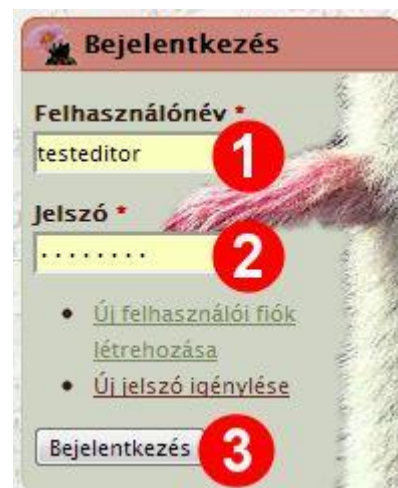 Bejelentkezés
Felhasználónév *
testeditor
1
Jelszó *
........
2
Új felhasználói fiók
létrehozása
Új jelszó igénylése
Bejelentkezés
3